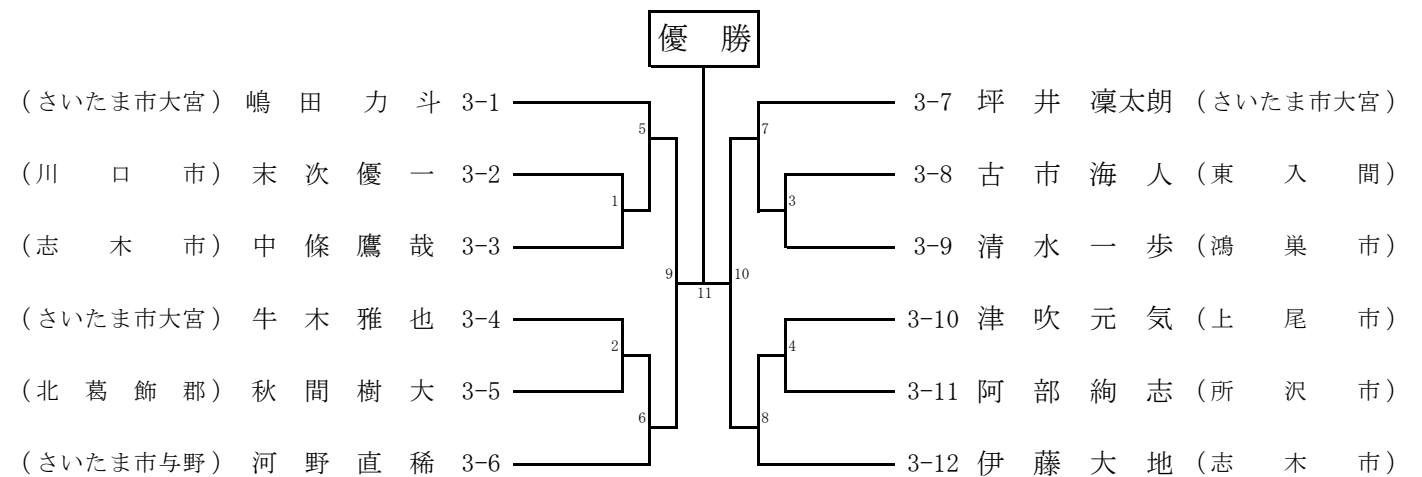 優 勝
(さいたま市大宮) 嶋 田 力 斗 3-1
3-7 坪 井 凜太朗 (さいたま市大宮)
5
7
(川 口 市) 末 次 優 一 3-2
3-8 古 市 海 人 (東 入 間)
1
3
(志 木 市) 中 條 鷹 哉 3-3
3-9 清 水 一 歩 (鴻 巣 市)
9
10
11
(さいたま市大宮) 牛 木 雅 也 3-4
3-10 津 吹 元 気 (上 尾 市)
2
4
(北 葛 飾 郡) 秋 間 樹 大 3-5
3-11 阿 部 絢 志 (所 沢 市)
6
8
(さいたま市与野) 河 野 直 稀 3-6
3-12 伊 藤 大 地 (志 木 市)